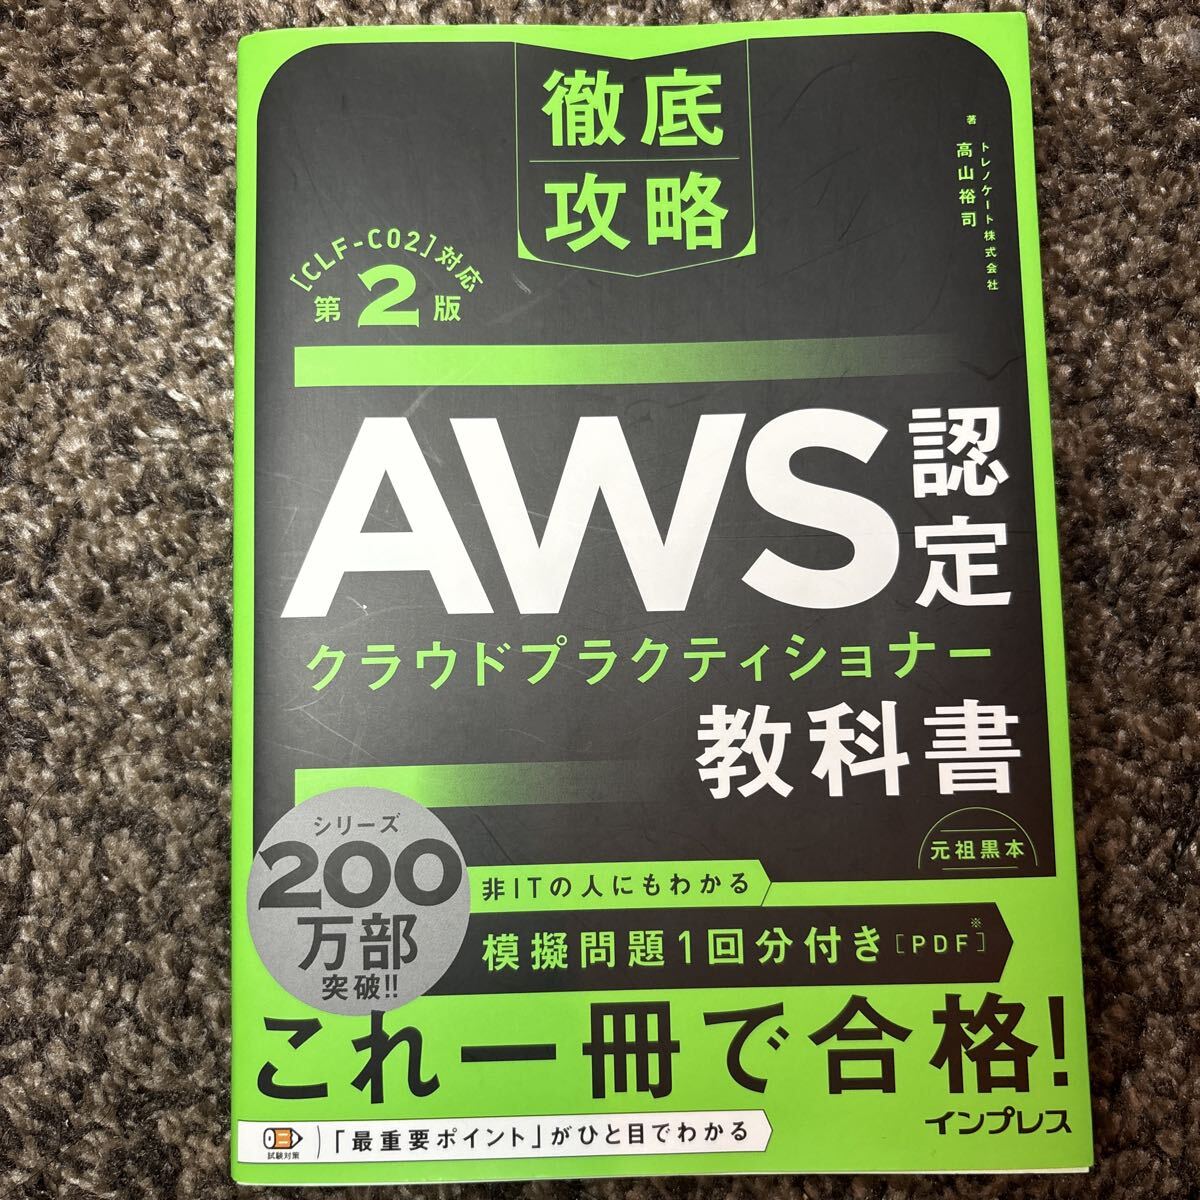 徹底
攻略
著
トレノケート株式会社
高山裕司
[CLF-C02]対応
第2版
AWS認定
クラウドプラクティショナー
教科書
元祖黒本
シリーズ
200
万部
突破!!
非ITの人にもわかる
模擬問題1回分付き[PDF]※
これ一冊で合格!
試験対策
「最重要ポイント」がひと目でわかる
インプレス